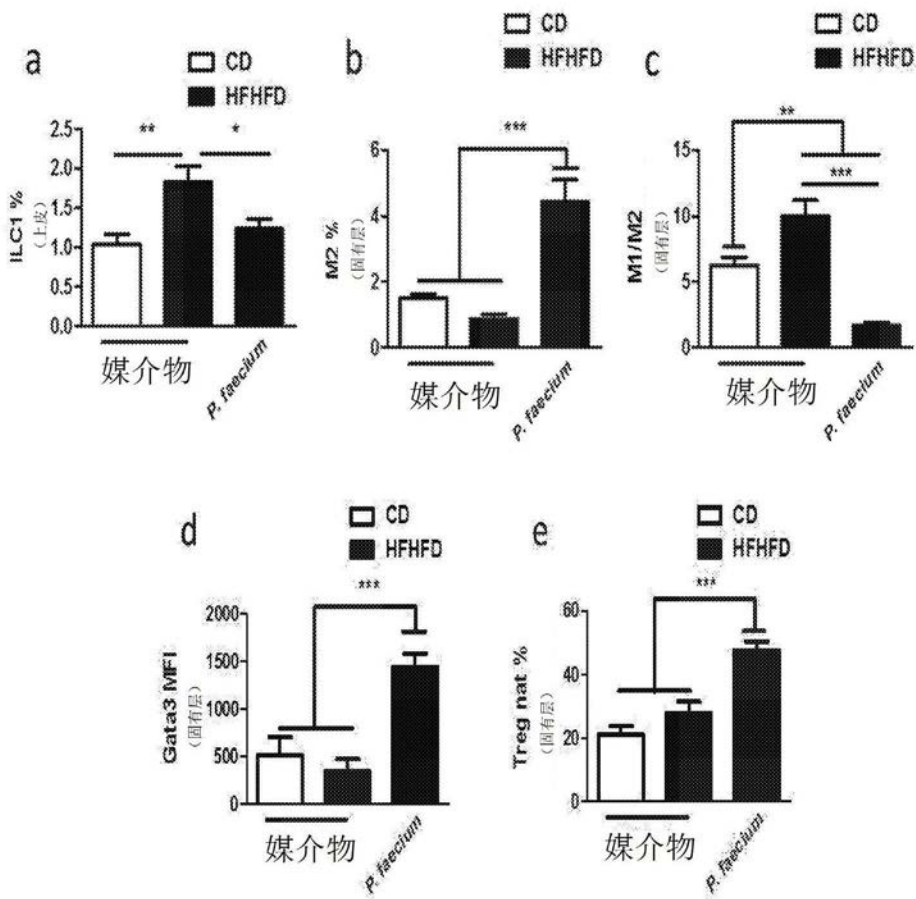 a
CD
HFHFD
ILC1 %
(上皮)
2.5
2.0
1.5
1.0
0.5
0.0
**
*
媒介物
P. faecium
b
CD
HFHFD
M2 %
(固有层)
6
4
2
0
***
媒介物
P. faecium
c
CD
HFHFD
M1/M2
(固有层)
15
10
5
0
**
***
媒介物
P. faecium
d
CD
HFHFD
Gata3 MFI
(固有层)
2000
1500
1000
500
0
***
媒介物
P. faecium
e
CD
HFHFD
Treg nat %
(固有层)
60
40
20
0
***
媒介物
P. faecium